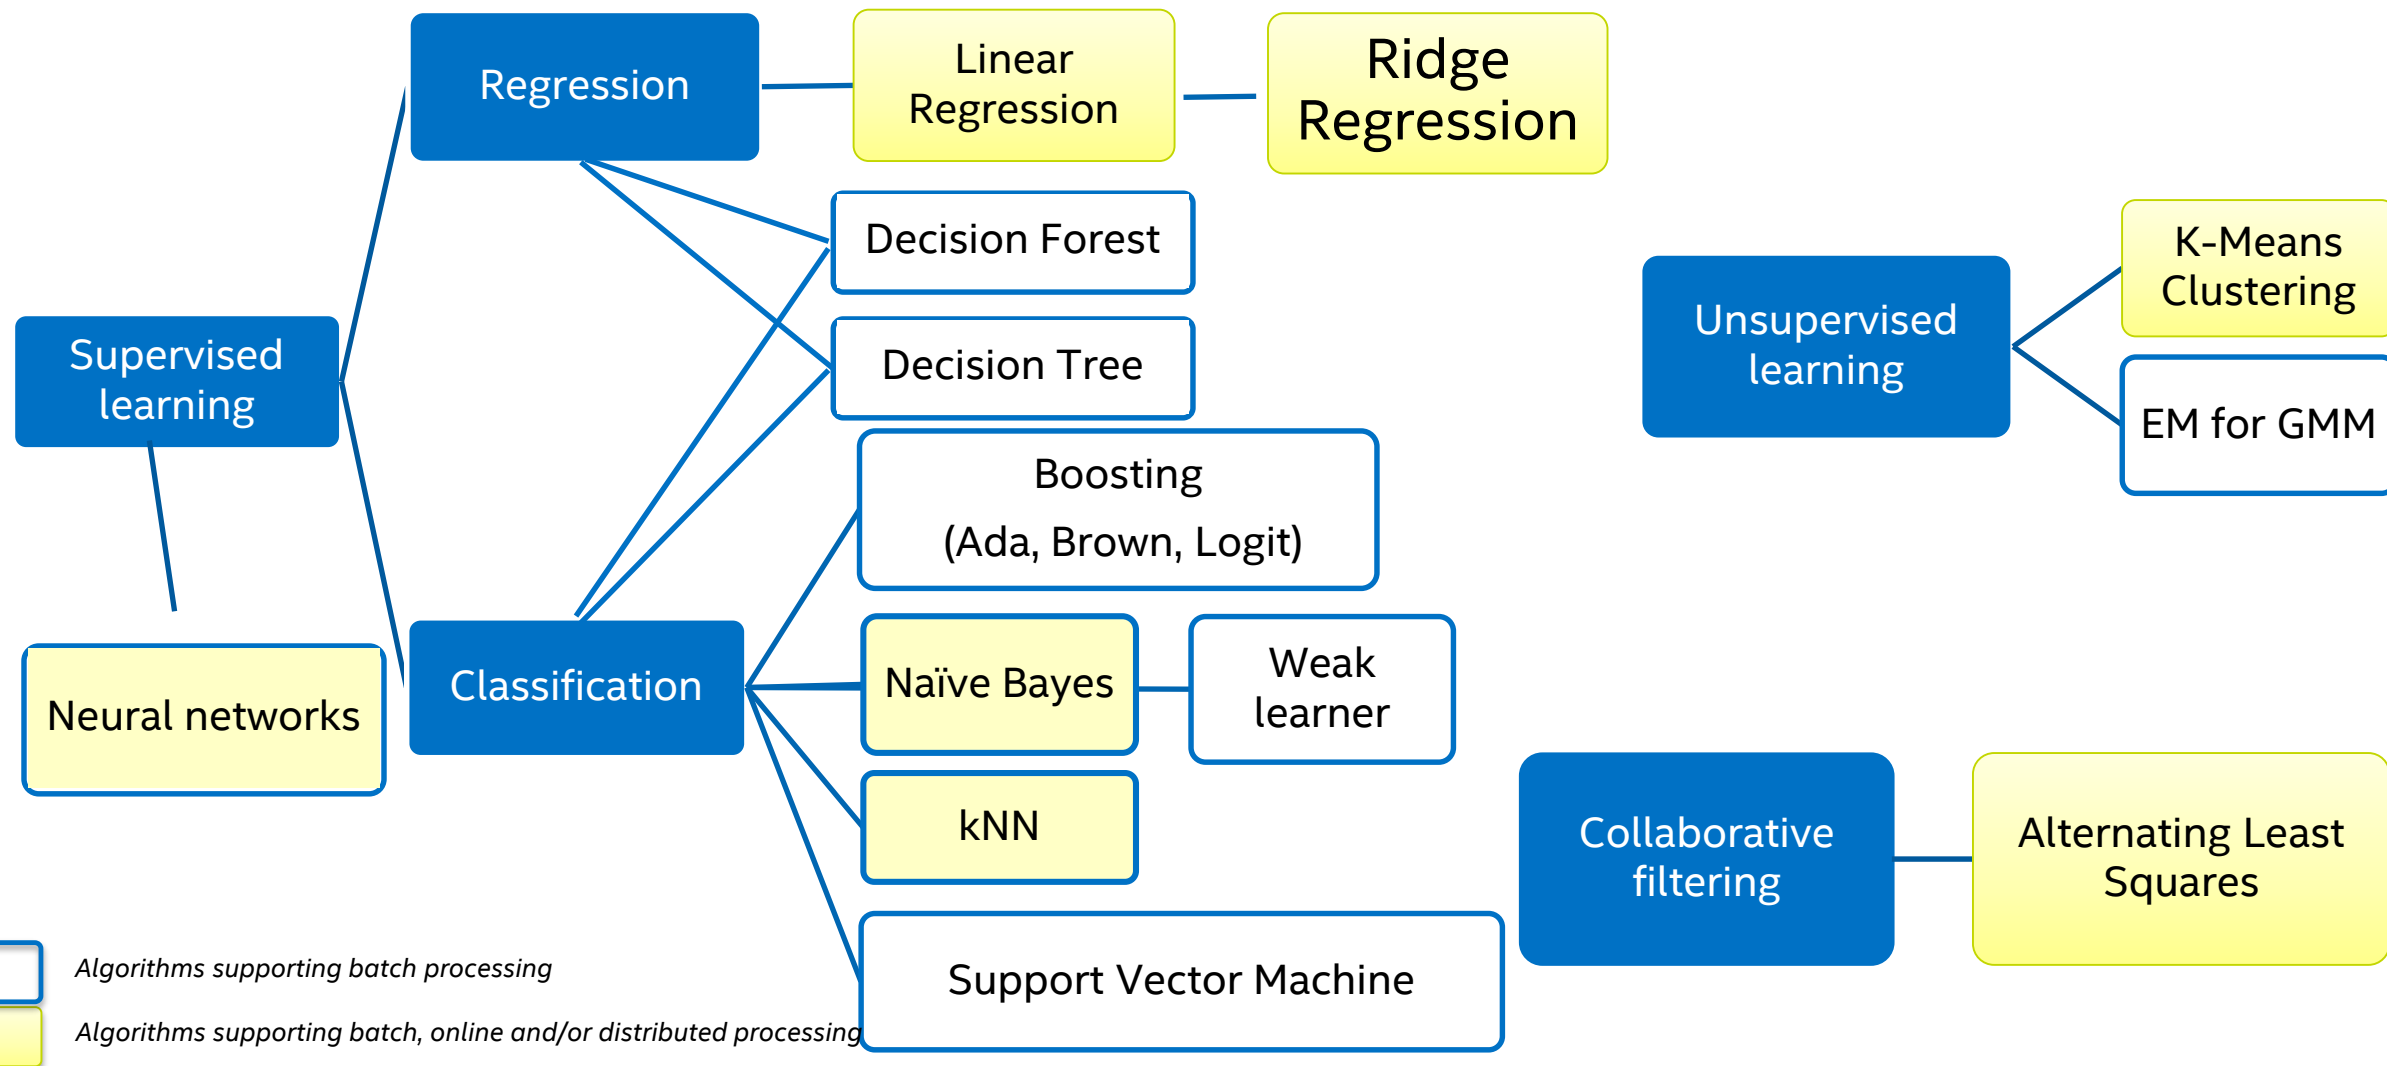 Regression
Linear
Regression
Ridge
Regression
Decision Forest
Decision Tree
Supervised
learning
Boosting
(Ada, Brown, Logit)
Neural networks
Classification
Naïve Bayes
Weak
learner
kNN
Support Vector Machine
Unsupervised
learning
K-Means
Clustering
EM for GMM
Collaborative
filtering
Alternating Least
Squares
Algorithms supporting batch processing
Algorithms supporting batch, online and/or distributed processing